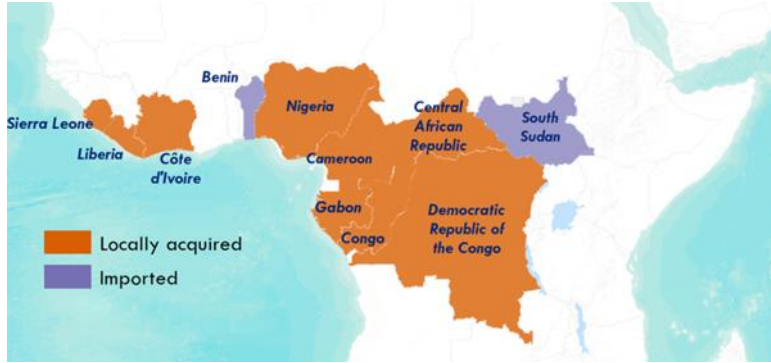 Benin
Nigeria
Central
African
Republic
South
Sudan
Sierra Leone
Liberia
Côte
d'Ivoire
Cameroon
Gabon
Congo
Democratic
Republic of
the Congo
Locally acquired
Imported